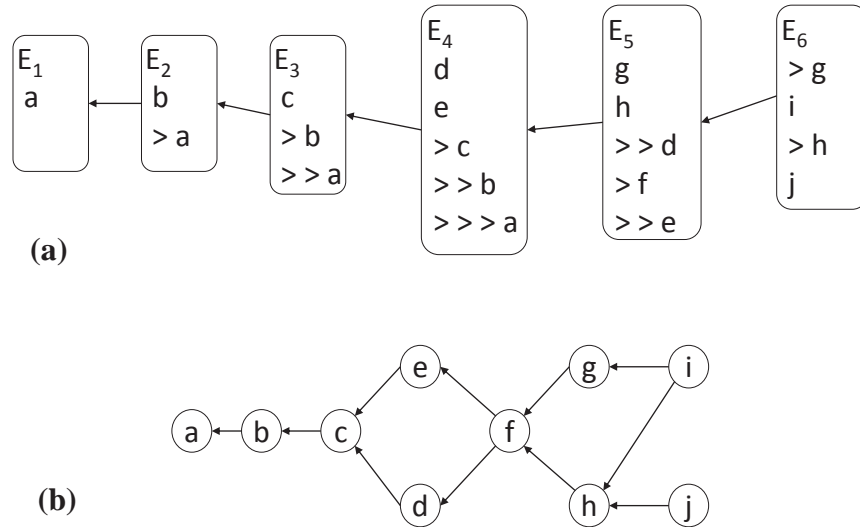 E₁
a
E₂
b
> a
E₃
c
> b
> > a
E₄
d
e
> c
> > b
> > > a
E₅
g
h
> > d
> f
> > e
E₆
> g
i
> h
j
(a)
e
g
i
a
b
c
f
d
h
j
(b)